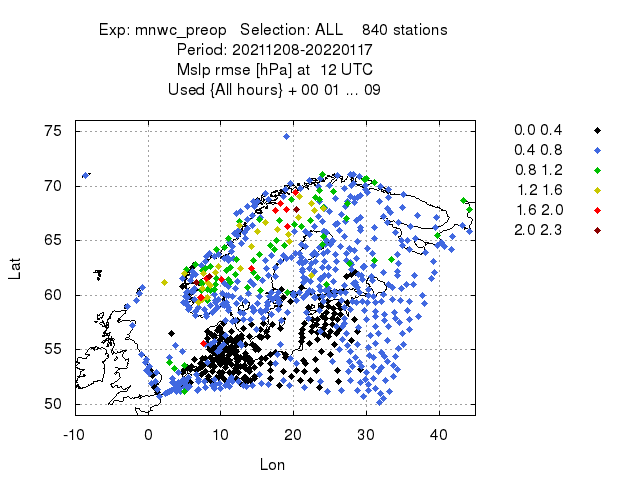 Exp: mnwc_preop   Selection: ALL    840 stations
Period: 20211208-20220117
Mslp rmse [hPa] at  12 UTC
Used {All hours} + 00 01 ... 09
0.0 0.4
0.4 0.8
0.8 1.2
1.2 1.6
1.6 2.0
2.0 2.3
75
70
65
60
55
50
Lat
-10 0 10 20 30 40
Lon